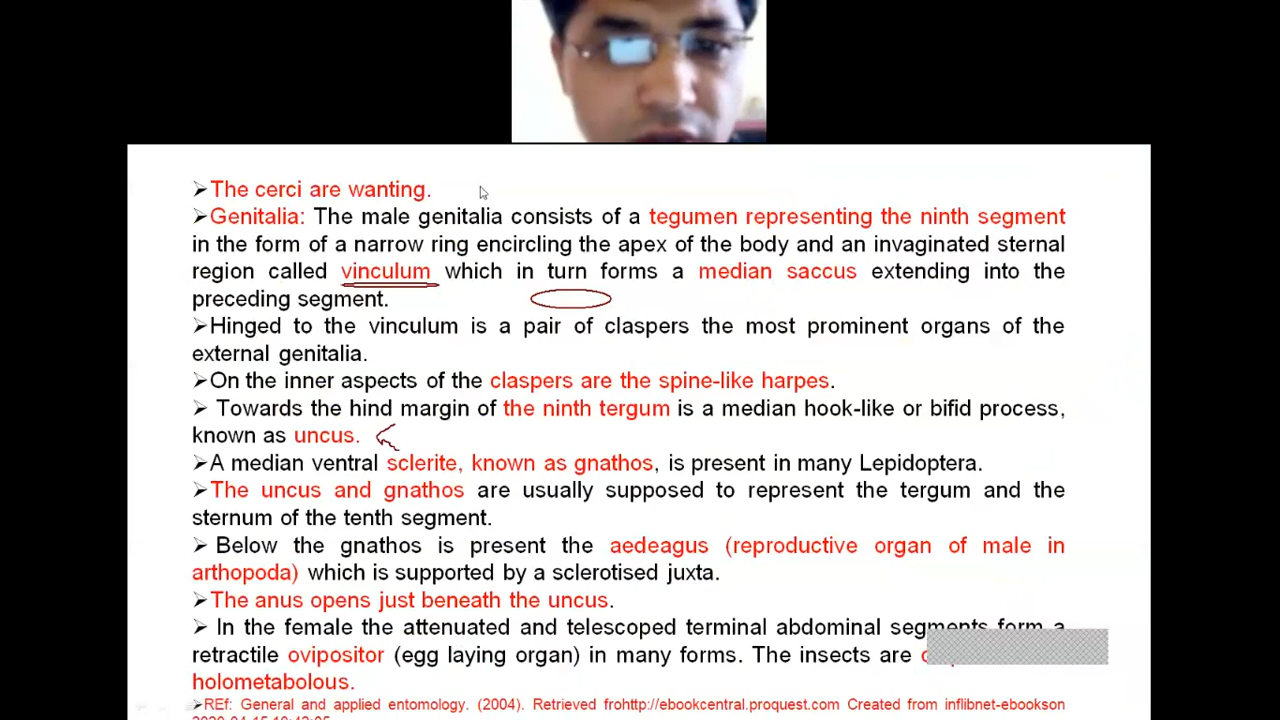 ➢The cerci are wanting.
➢Genitalia: The male genitalia consists of a tegumen representing the ninth segment
in the form of a narrow ring encircling the apex of the body and an invaginated sternal
region called vinculum which in turn forms a median saccus extending into the
preceding segment.
➢Hinged to the vinculum is a pair of claspers the most prominent organs of the
external genitalia.
➢On the inner aspects of the claspers are the spine-like harpes.
➢ Towards the hind margin of the ninth tergum is a median hook-like or bifid process,
known as uncus.
➢A median ventral sclerite, known as gnathos, is present in many Lepidoptera.
➢The uncus and gnathos are usually supposed to represent the tergum and the
sternum of the tenth segment.
➢ Below the gnathos is present the aedeagus (reproductive organ of male in
arthopoda) which is supported by a sclerotised juxta.
➢The anus opens just beneath the uncus.
➢ In the female the attenuated and telescoped terminal abdominal segments form a
retractile ovipositor (egg laying organ) in many forms. The insects are
holometabolous.
➢REf: General and applied entomology. (2004). Retrieved frohttp://ebookcentral.proquest.com Created from inflibnet-ebookson